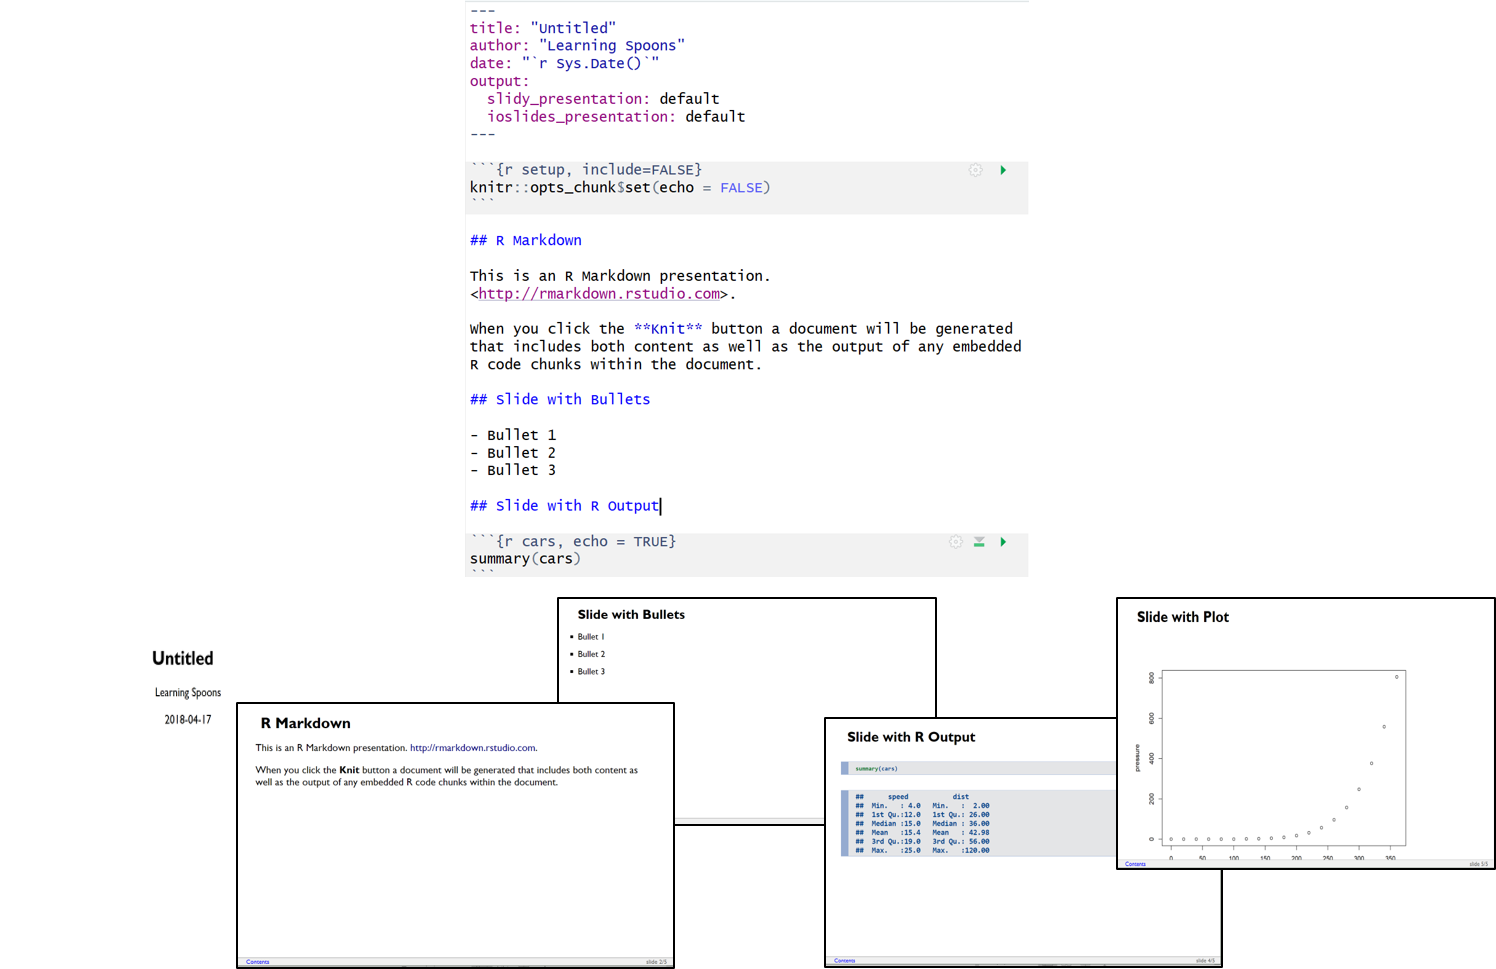 ---
title: "Untitled"
author: "Learning Spoons"
date: "`r Sys.Date()`"
output:
  slidy_presentation: default
  ioslides_presentation: default
---
```{r setup, include=FALSE}
knitr::opts_chunk$set(echo = FALSE)
```
## R Markdown
This is an R Markdown presentation.
<http://rmarkdown.rstudio.com>.
When you click the **Knit** button a document will be generated
that includes both content as well as the output of any embedded
R code chunks within the document.
## Slide with Bullets
- Bullet 1
- Bullet 2
- Bullet 3
## Slide with R Output
```{r cars, echo = TRUE}
summary(cars)
```
Untitled
Learning Spoons
2018-04-17
R Markdown
This is an R Markdown presentation. http://rmarkdown.rstudio.com.
When you click the Knit button a document will be generated that includes both content as
well as the output of any embedded R code chunks within the document.
Contents
slide 2/5
Slide with Bullets
Bullet 1
Bullet 2
Bullet 3
Slide with R Output
summary(cars)
##      speed           dist
## Min.   : 4.0   Min.   :  2.00
## 1st Qu.:12.0   1st Qu.: 26.00
## Median :15.0   Median : 36.00
## Mean   :15.4   Mean   : 42.98
## 3rd Qu.:19.0   3rd Qu.: 56.00
## Max.   :25.0   Max.   :120.00
Contents
slide 4/5
Slide with Plot
800
600
400
200
0
pressure
0 50 100 150 200 250 300 350
Contents
slide 5/5